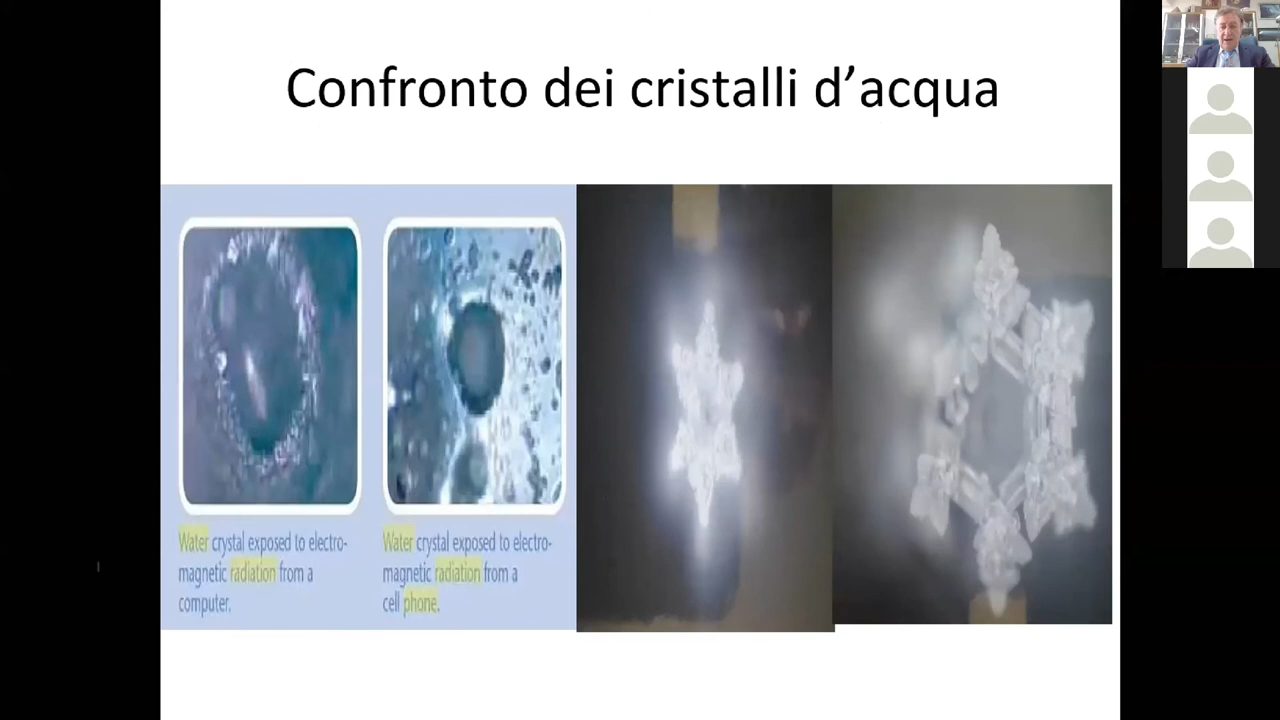 Confronto dei cristalli d’acqua
Water crystal exposed to electro-
magnetic radiation from a
computer.
Water crystal exposed to electro-
magnetic radiation from a
cell phone.